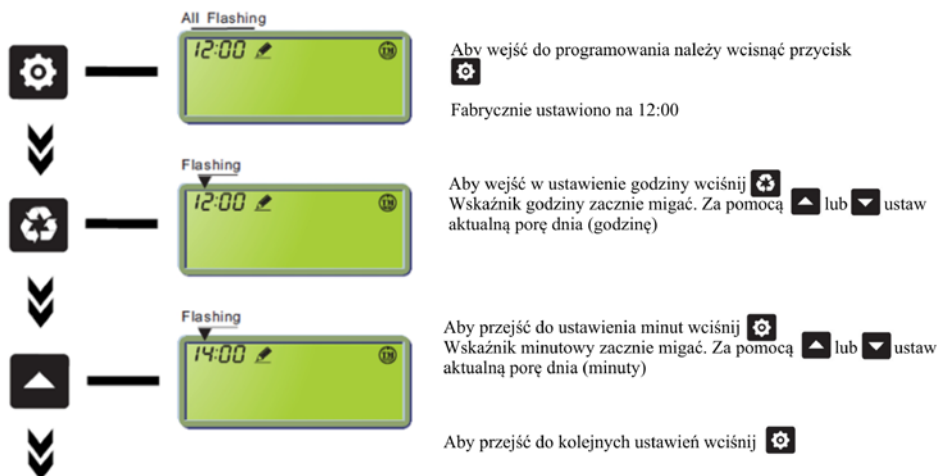 All Flashing
12:00
Abv wejść do programowania należy wcisnąć przycisk
Fabrycznie ustawiono na 12:00
Flashing
12:00
Aby wejść w ustawienie godziny wciśnij
Wskaźnik godziny zacznie migać. Za pomocą lub ustaw
aktualną porę dnia (godzinę)
Flashing
14:00
Aby przejść do ustawienia minut wciśnij
Wskaźnik minutowy zacznie migać. Za pomocą lub ustaw
aktualną porę dnia (minuty)
Aby przejść do kolejnych ustawień wciśnij